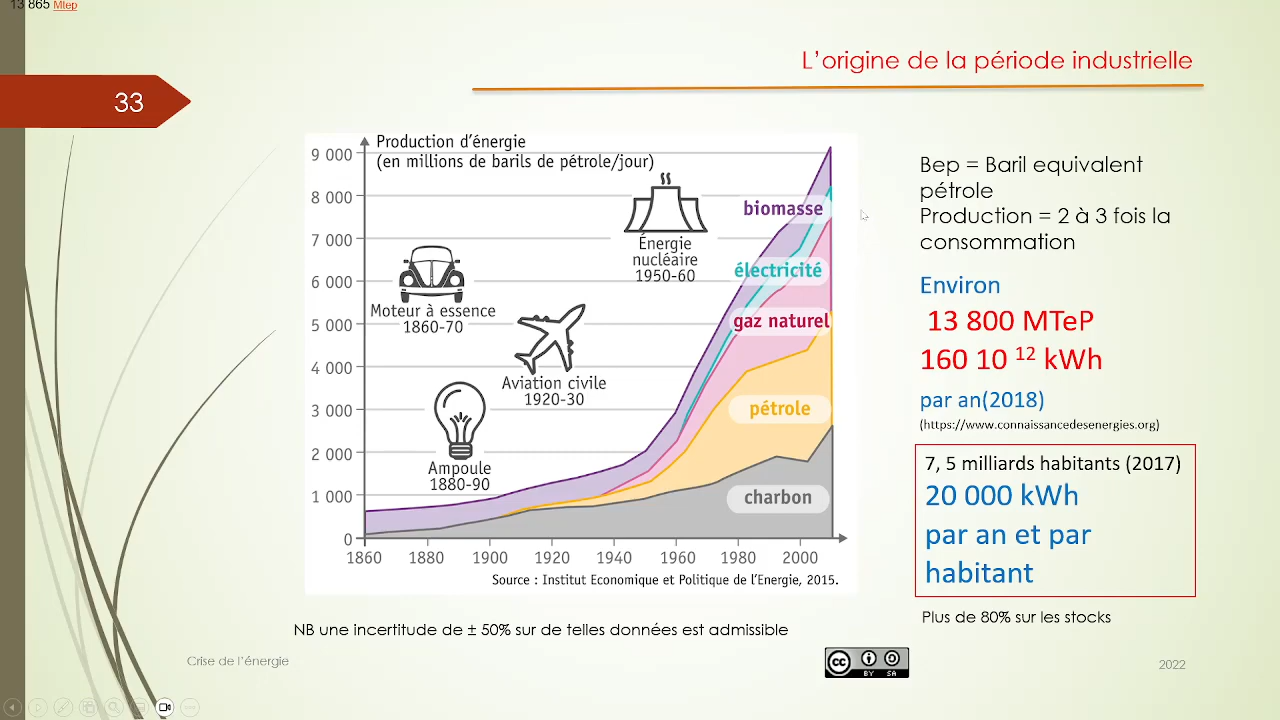 13 865 Mtep
L'origine de la période industrielle
33
Production d'énergie
(en millions de barils de pétrole/jour)
9 000
8 000
7 000
6 000
5 000
4 000
3 000
2 000
1 000
0
1860
1880
1900
1920
1940
1960
1980
2000
biomasse
électricité
gaz naturel
pétrole
charbon
Énergie
nucléaire
1950-60
Moteur à essence
1860-70
Aviation civile
1920-30
Ampoule
1880-90
Source : Institut Economique et Politique de l'Energie, 2015.
NB une incertitude de ± 50% sur de telles données est admissible
Bep = Baril equivalent
pétrole
Production = 2 à 3 fois la
consommation
Environ
13 800 MTeP
160 10 12 kWh
par an(2018)
(https://www.connaissancedesenergies.org)
7, 5 milliards habitants (2017)
20 000 kWh
par an et par
habitant
Plus de 80% sur les stocks
Crise de l'énergie
cc
BY SA
2022